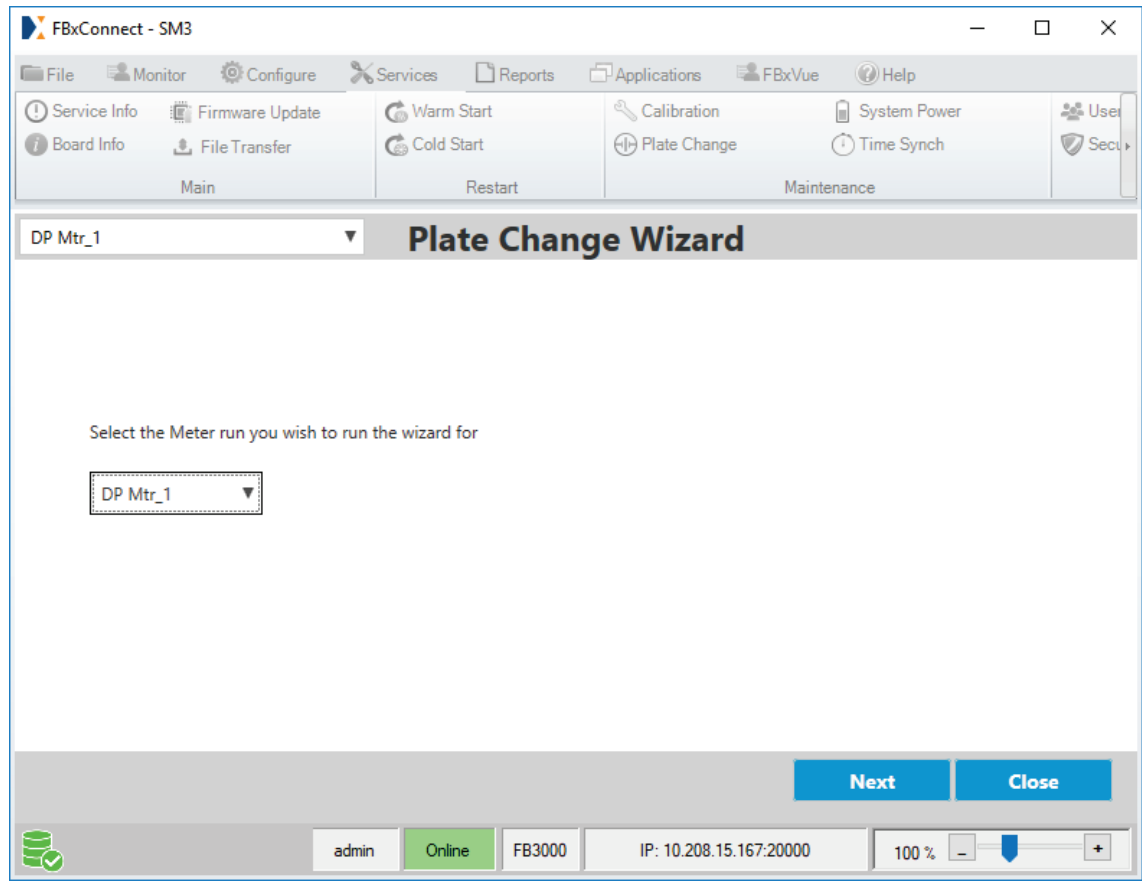 FBxConnect - SM3
File Monitor Configure Services Reports Applications FBxVue Help
Service Info Firmware Update Warm Start Calibration System Power User
Board Info File Transfer Cold Start Plate Change Time Synch Secu
Main Restart Maintenance
DP Mtr_1 Plate Change Wizard
Select the Meter run you wish to run the wizard for
DP Mtr_1
Next Close
admin Online FB3000 IP: 10.208.15.167:20000 100 % - +